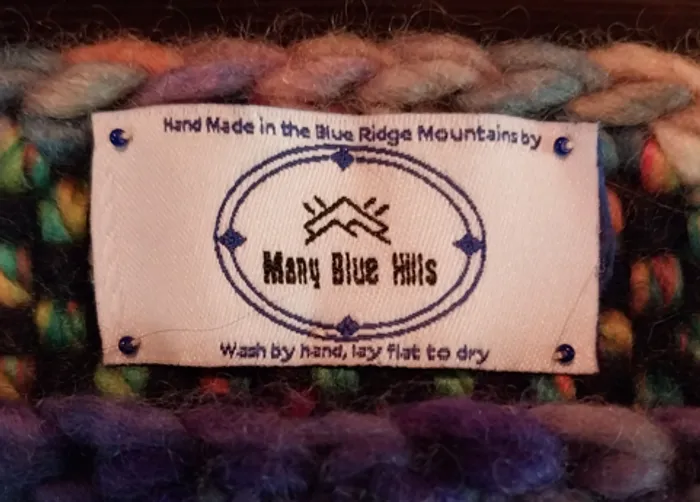 Hand Made in the Blue Ridge Mountains by
Many Blue Hills
Wash by hand, lay flat to dry